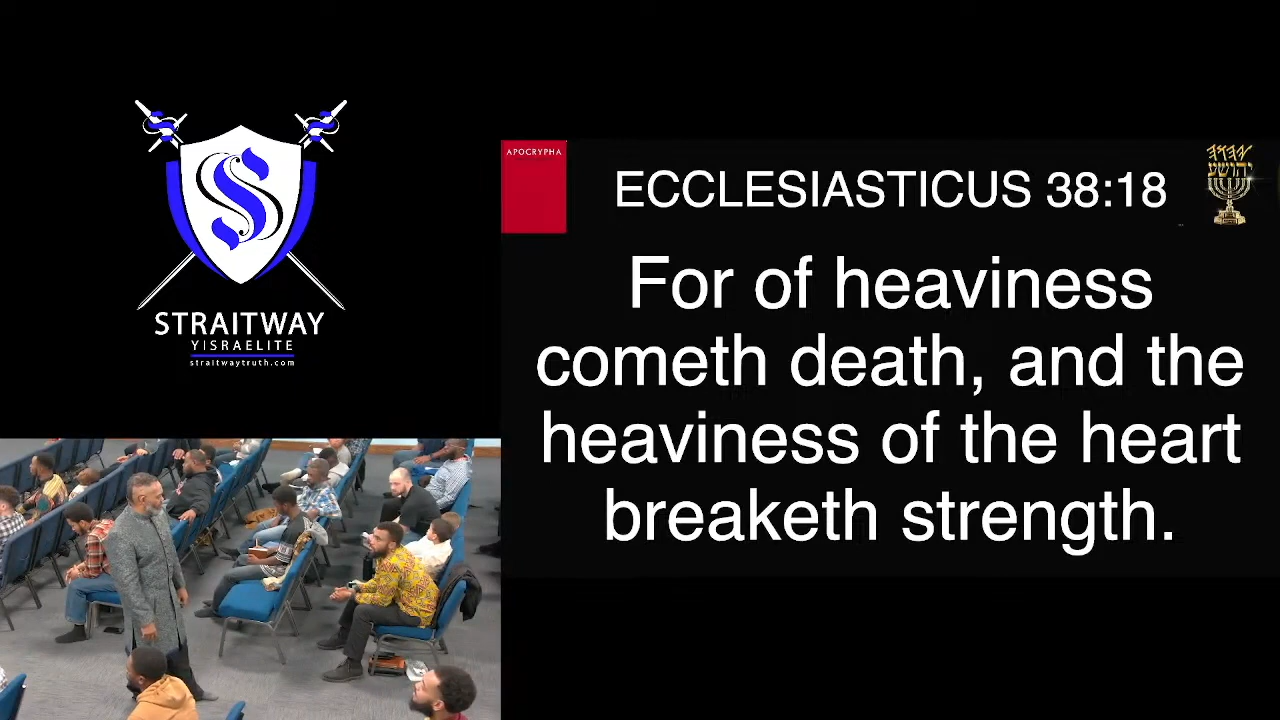 STRAITWAY
YISRAELITE
straitwaytruth.com
APOCRYPHA
ECCLESIASTICUS 38:18
יהושע
For of heaviness
cometh death, and the
heaviness of the heart
breaketh strength.